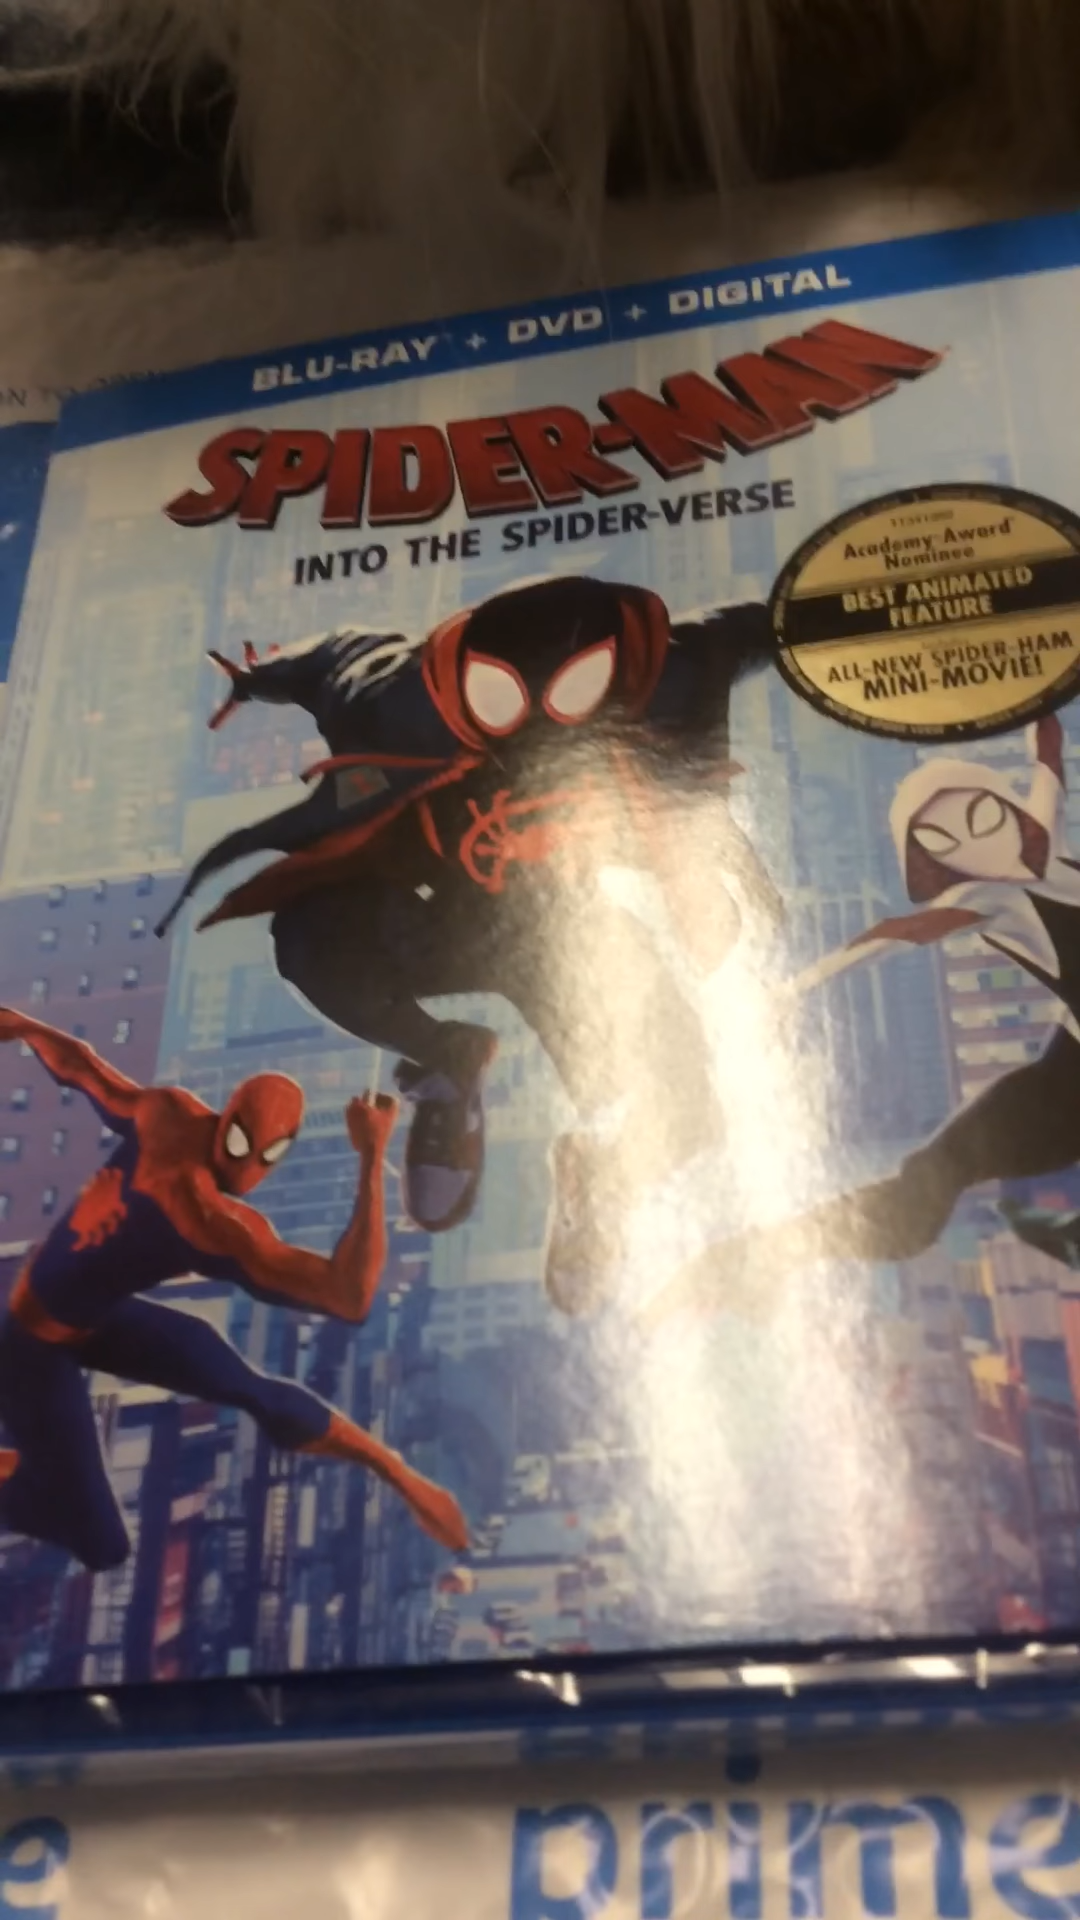 BLU-RAY + DVD + DIGITAL
SPIDER-MAN
INTO THE SPIDER-VERSE
Academy Award
Nominee
BEST ANIMATED
FEATURE
ALL-NEW SPIDER-HAM
MINI-MOVIE!
prime